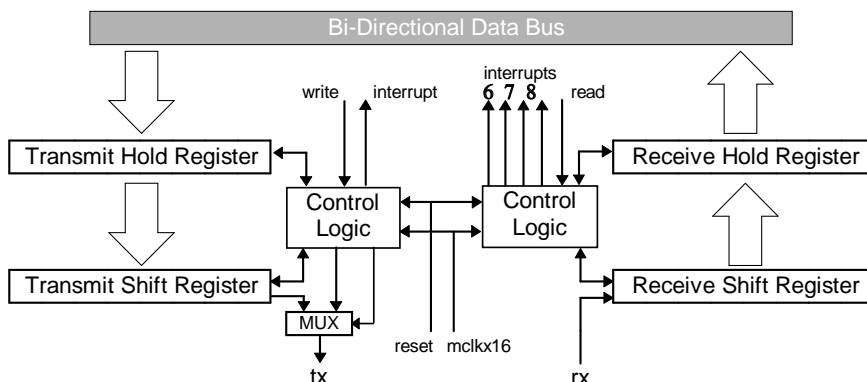 Bi-Directional Data Bus
interrupts
write interrupt 6 7 8 read
Transmit Hold Register
Receive Hold Register
Control
Logic
Control
Logic
Transmit Shift Register
Receive Shift Register
MUX
reset mclkx16
tx rx